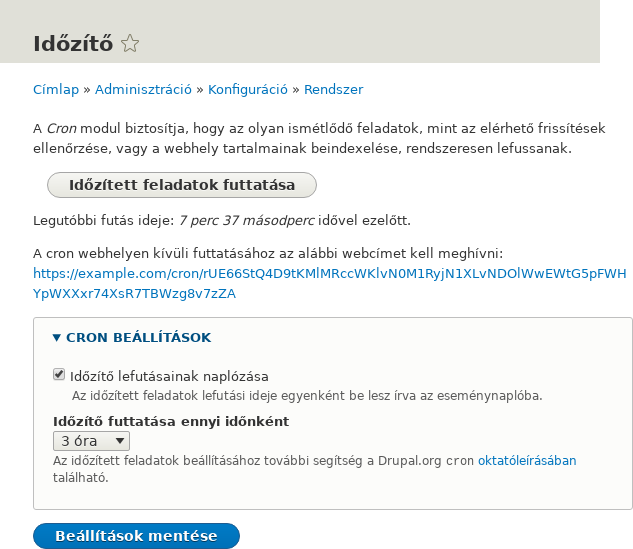 Időzítő
Címlap » Adminisztráció » Konfiguráció » Rendszer
A Cron modul biztosítja, hogy az olyan ismétlődő feladatok, mint az elérhető frissítések
ellenőrzése, vagy a webhely tartalmainak beindexelése, rendszeresen lefussanak.
Időzített feladatok futtatása
Legutóbbi futás ideje: 7 perc 37 másodperc idővel ezelőtt.
A cron webhelyen kívüli futtatásához az alábbi webcímet kell meghívni:
https://example.com/cron/rUE66StQ4D9tKMlMRccWKlvN0M1RyjN1XLvNDOlWwEWtG5pFWH
YpWXXxr74XsR7TBWzg8v7zZA
CRON BEÁLLÍTÁSOK
Időzítő lefutásainak naplózása
Az időzített feladatok lefutási ideje egyenként be lesz írva az eseménynaplóba.
Időzítő futtatása ennyi időnként
3 óra
Az időzített feladatok beállításához további segítség a Drupal.org cron oktatóleírásában
található.
Beállítások mentése